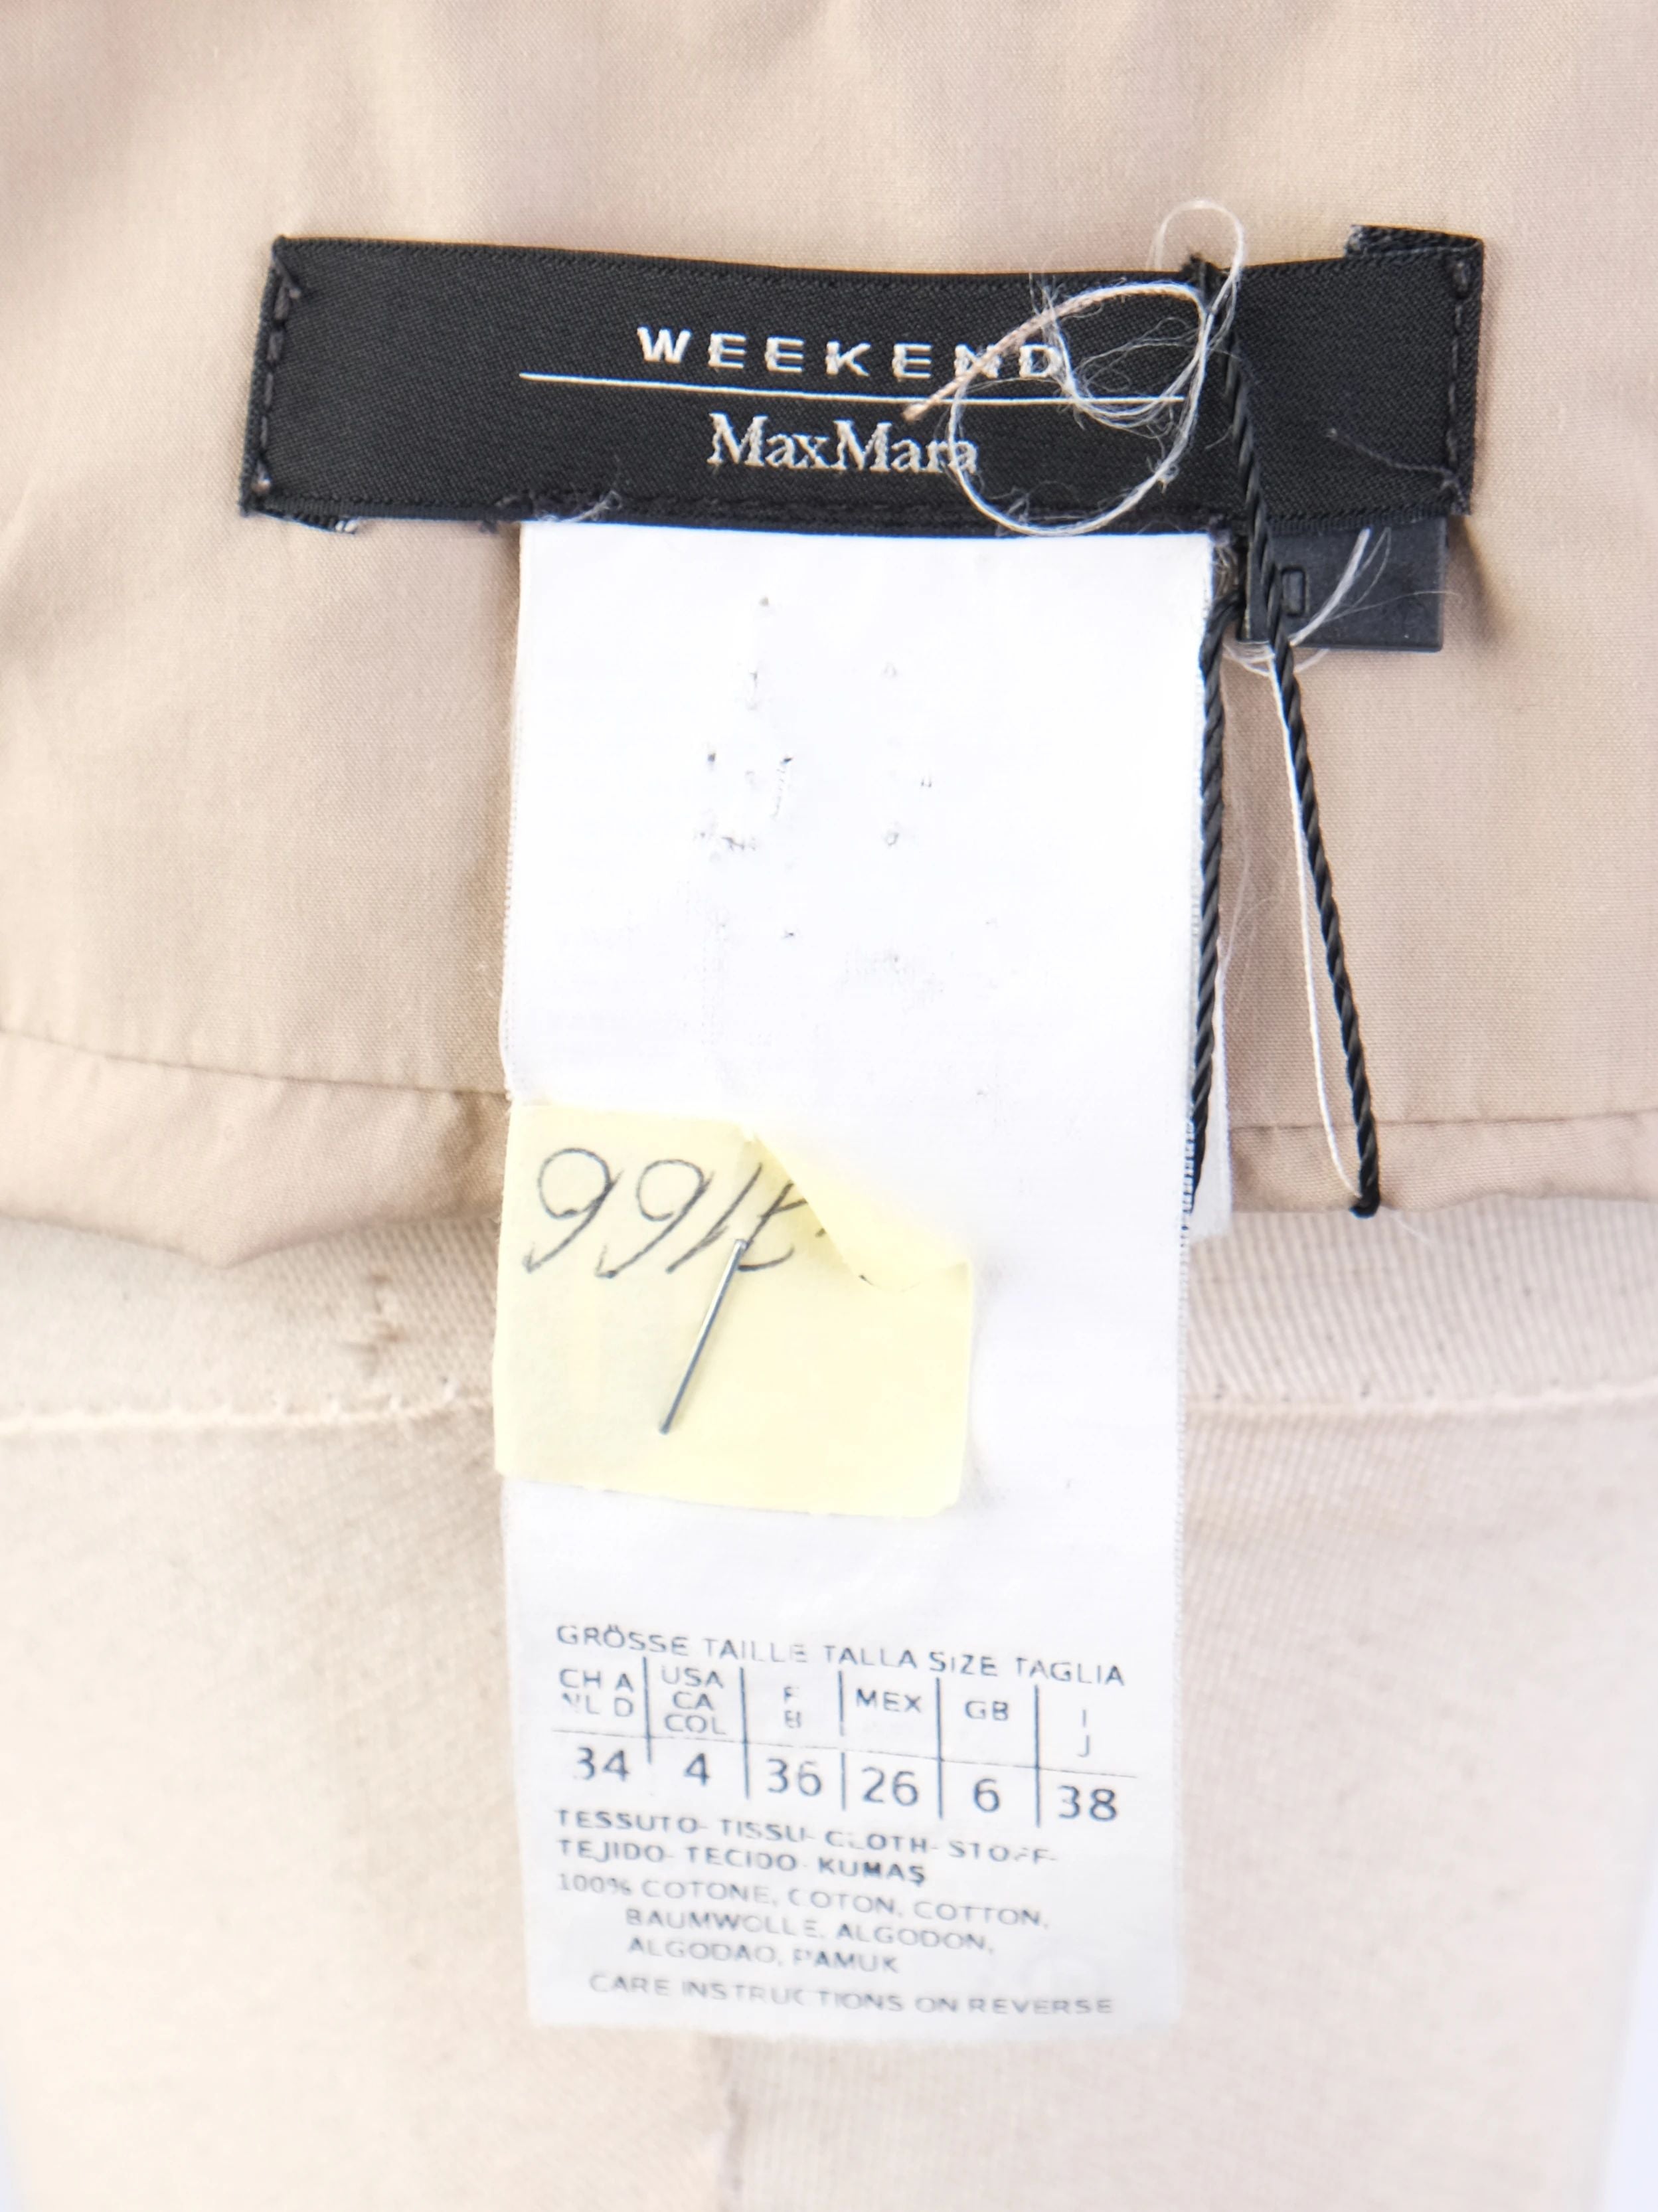 WEEKEND
MaxMara
GRÖSSE TAILLE TALLA SIZE TAGLIA
CH A USA F MEX GB I
NL D CA B J
COL
34 4 36 26 6 38
TESSUTO- TISSU- CLOTH- STOFF-
TEJIDO- TECIDO- KUMAŞ
100% COTONE, COTON, COTTON,
BAUMWOLLE, ALGODON,
ALGODAO, PAMUK
CARE INSTRUCTIONS ON REVERSE